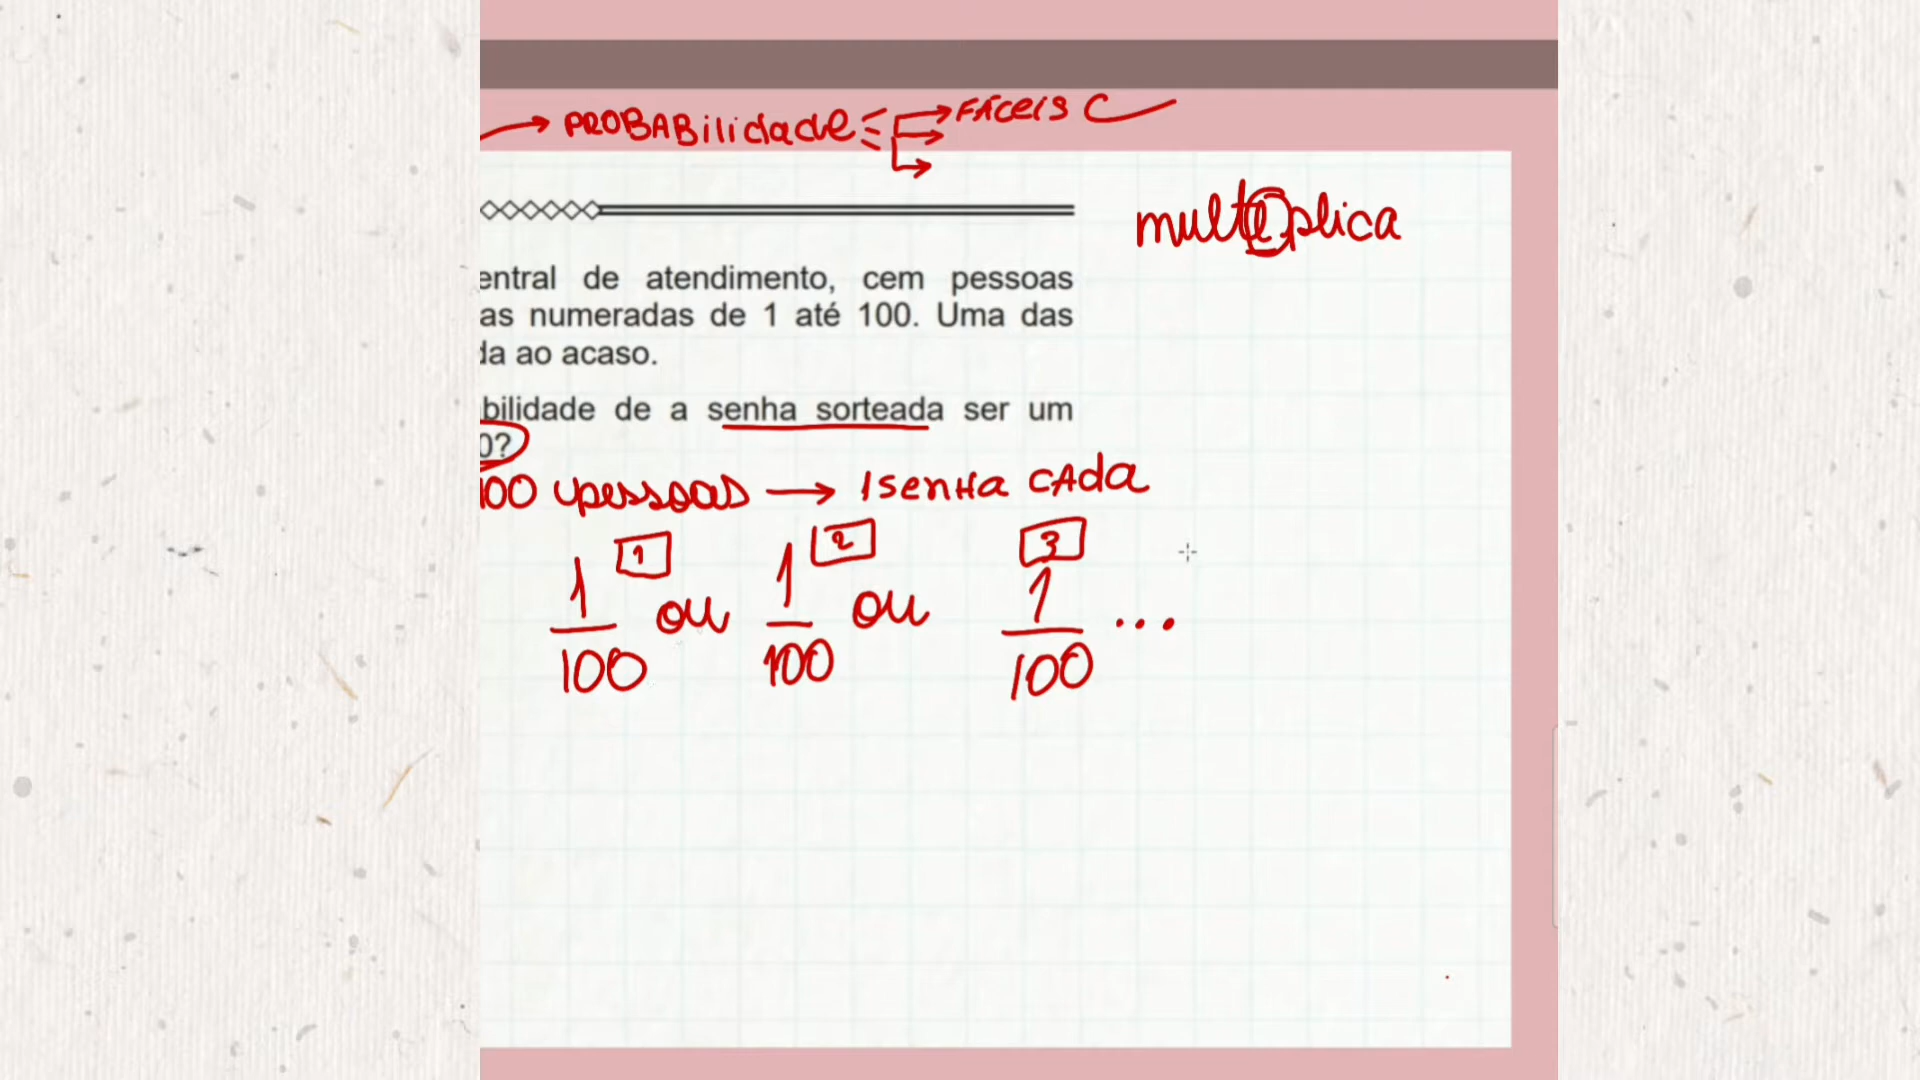 PROBABilidade FÁCEIS C
multiplica
entral de atendimento, cem pessoas
as numeradas de 1 até 100. Uma das
da ao acaso.
bilidade de a senha sorteada ser um
0?
100 pessoas → 1 senHa CAda
1 2 3
1 ou 1 ou 1 ...
100 100 100